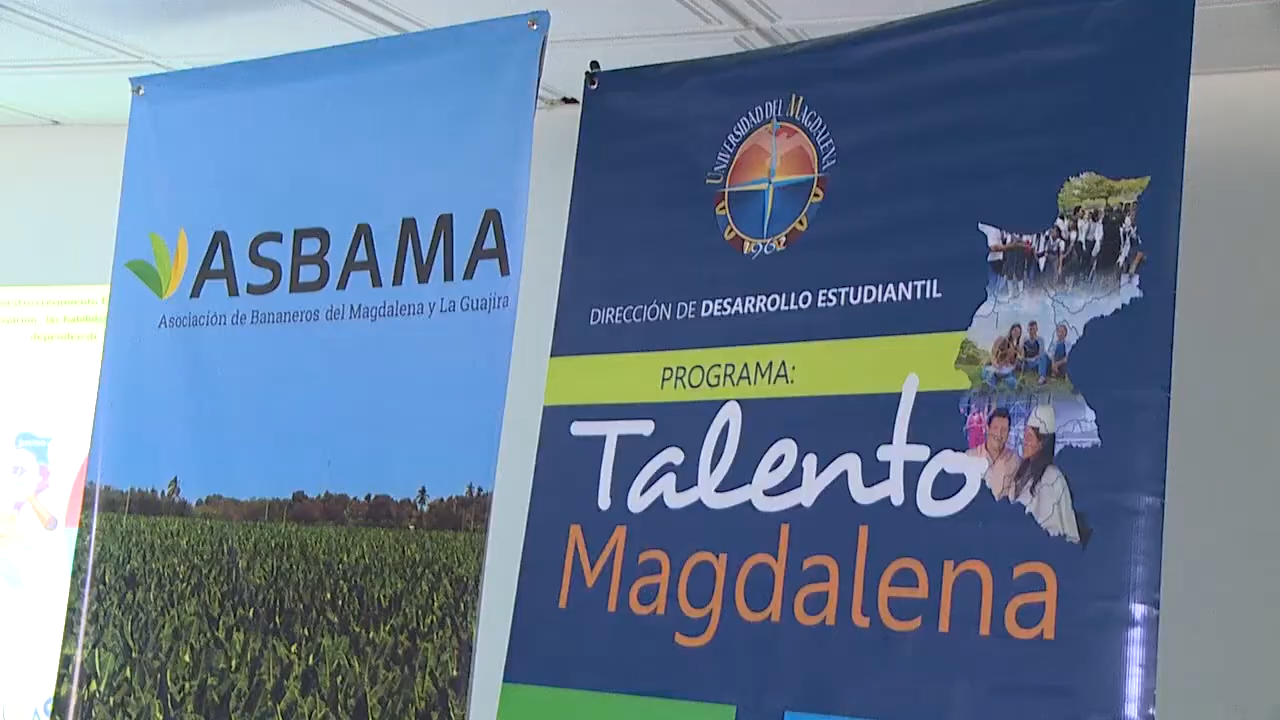 ASBAMA
Asociación de Bananeros del Magdalena y La Guajira
UNIVERSIDAD DEL MAGDALENA
1962
DIRECCIÓN DE DESARROLLO ESTUDIANTIL
PROGRAMA:
Talento
Magdalena